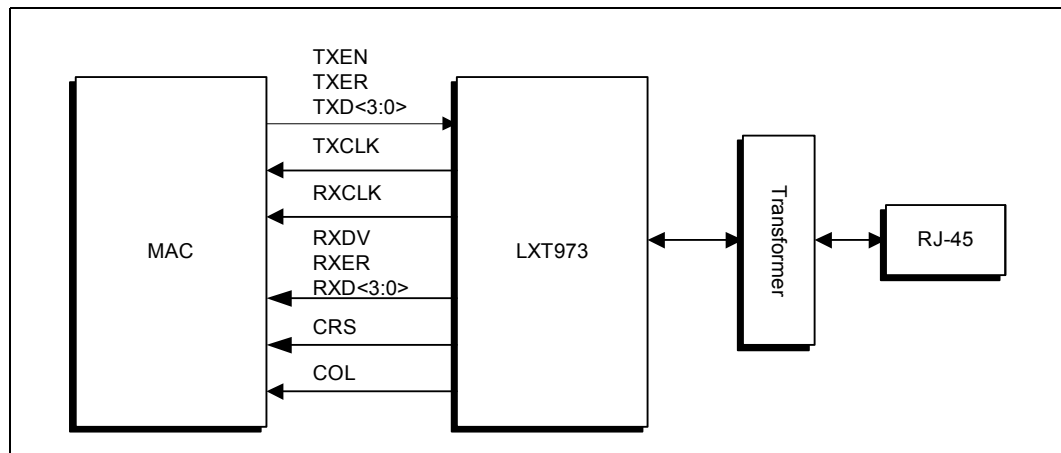 TXEN
TXER
TXD<3:0>
TXCLK
RXCLK
RXDV
RXER
RXD<3:0>
CRS
COL
MAC
LXT973
Transformer
RJ-45